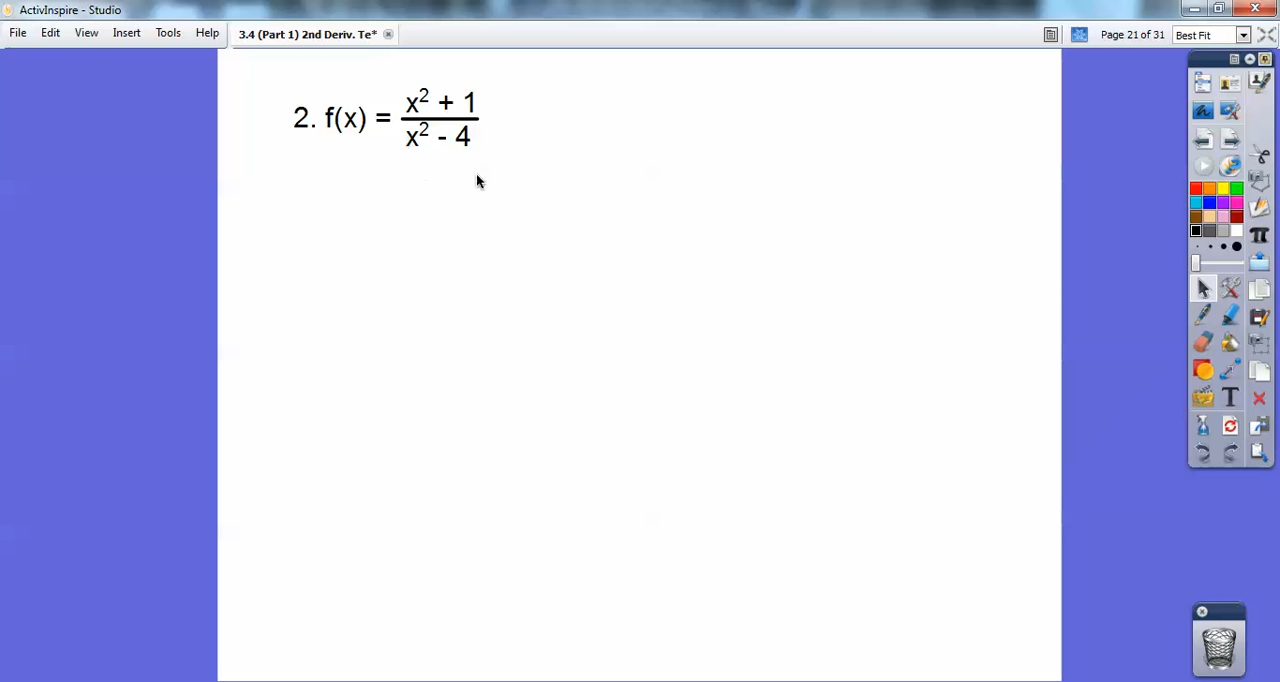 ActivInspire - Studio
File Edit View Insert Tools Help
3.4 (Part 1) 2nd Deriv. Te*
Page 21 of 31
Best Fit
2. f(x) = x² + 1
x² - 4
T